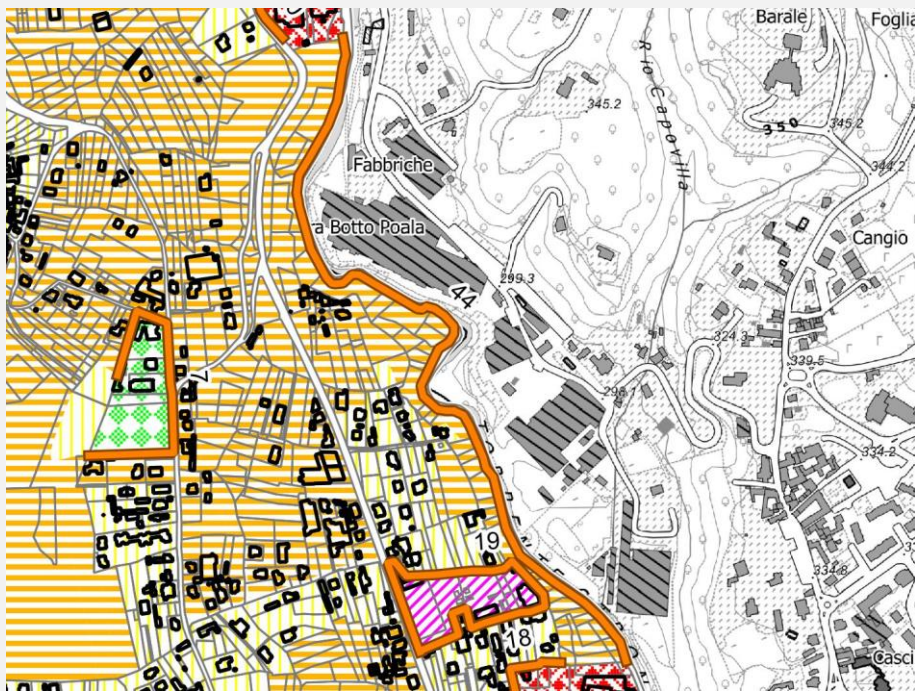 Barale
Foglia
345.2
Rio Capovilla
350
345.2
Fabbriche
344.2
a Botto Poala
Cangio
299.3
44
324.3
339.5
7
298.1
334.2
19
334.8
18
Casci